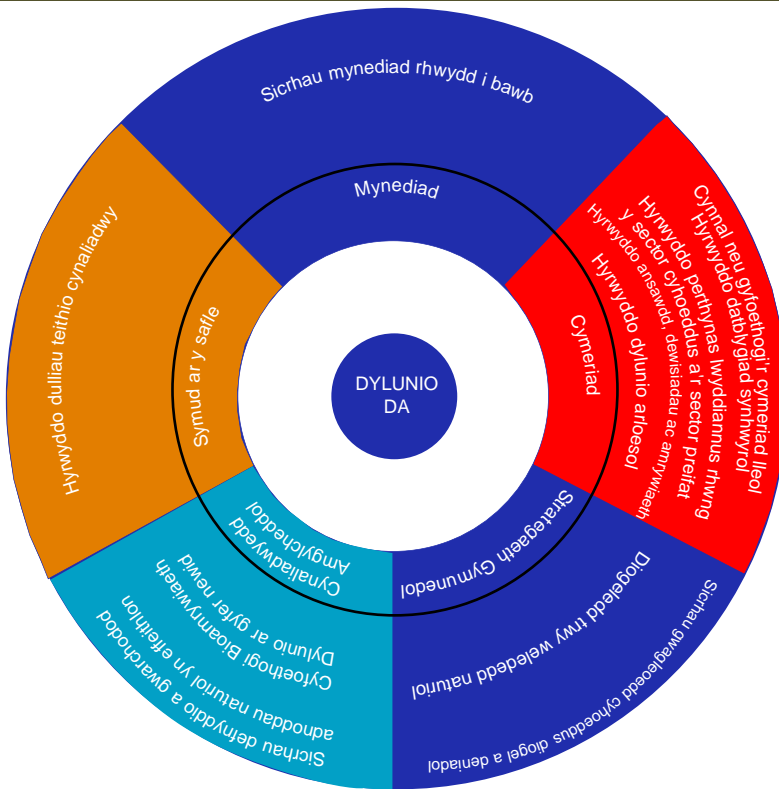 Sicrhau mynediad rhwydd i bawb
Mynediad
Cynnal neu gyfoethogi'r cymeriad lleol
Hyrwyddo datblygiad synhwyrol
Hyrwyddo perthynas lwyddiannus rhwng
y sector cyhoeddus a'r sector preifat
Hyrwyddo ansawdd, dewisiadau ac amrywiaeth
Hyrwyddo dylunio arloesol
Cymeriad
Strategaeth Gymunedol
Diogeledd trwy welededd naturiol
Sicrhau gwagleoedd cyhoeddus diogel a deniadol
Cynaliadwyedd
Amgylcheddol
Cyfoethogi Bioamrywiaeth
Dylunio ar gyfer newid
Sicrhau defnyddio a gwarchodod
adnoddau naturiol yn effeithlon
Symud ar y safle
Hyrwyddo dulliau teithio cynaliadwy
DYLUNIO
DA